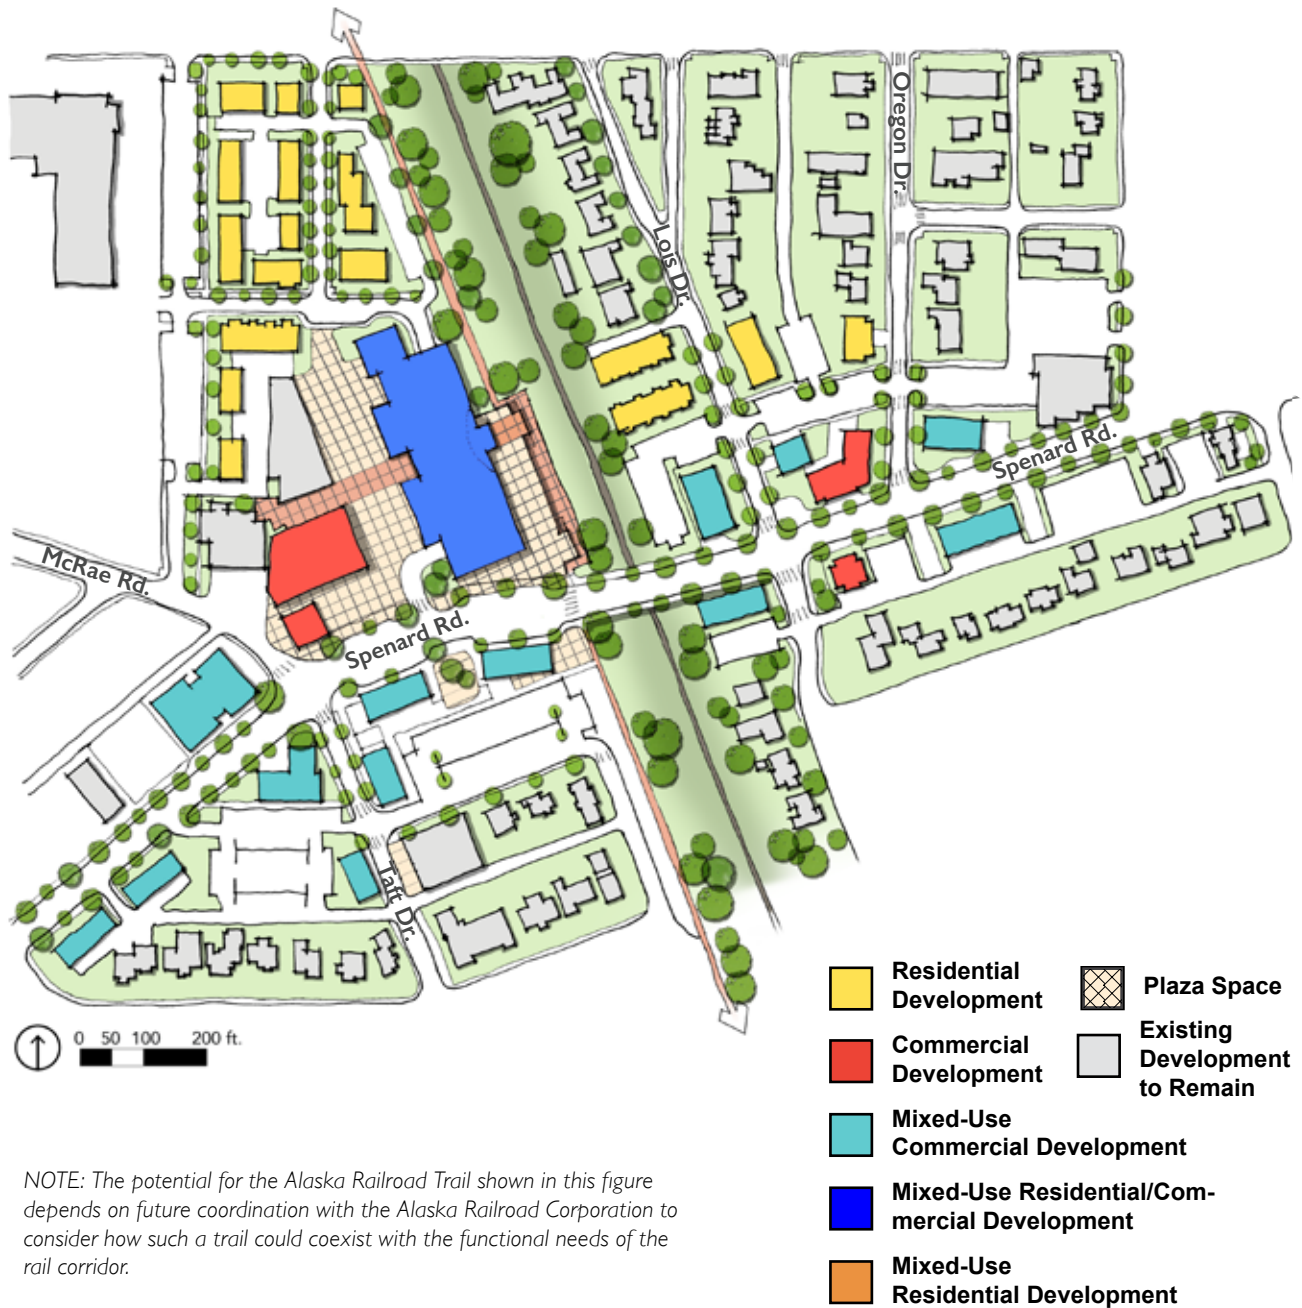 Oregon Dr.
Lois Dr.
Spenard Rd.
McRae Rd.
Spenard Rd.
Taft Dr.
0 50 100 200 ft.
Residential
Development
Plaza Space
Commercial
Development
Existing
Development
to Remain
Mixed-Use
Commercial Development
Mixed-Use Residential/Com-
mercial Development
Mixed-Use
Residential Development
NOTE: The potential for the Alaska Railroad Trail shown in this figure
depends on future coordination with the Alaska Railroad Corporation to
consider how such a trail could coexist with the functional needs of the
rail corridor.